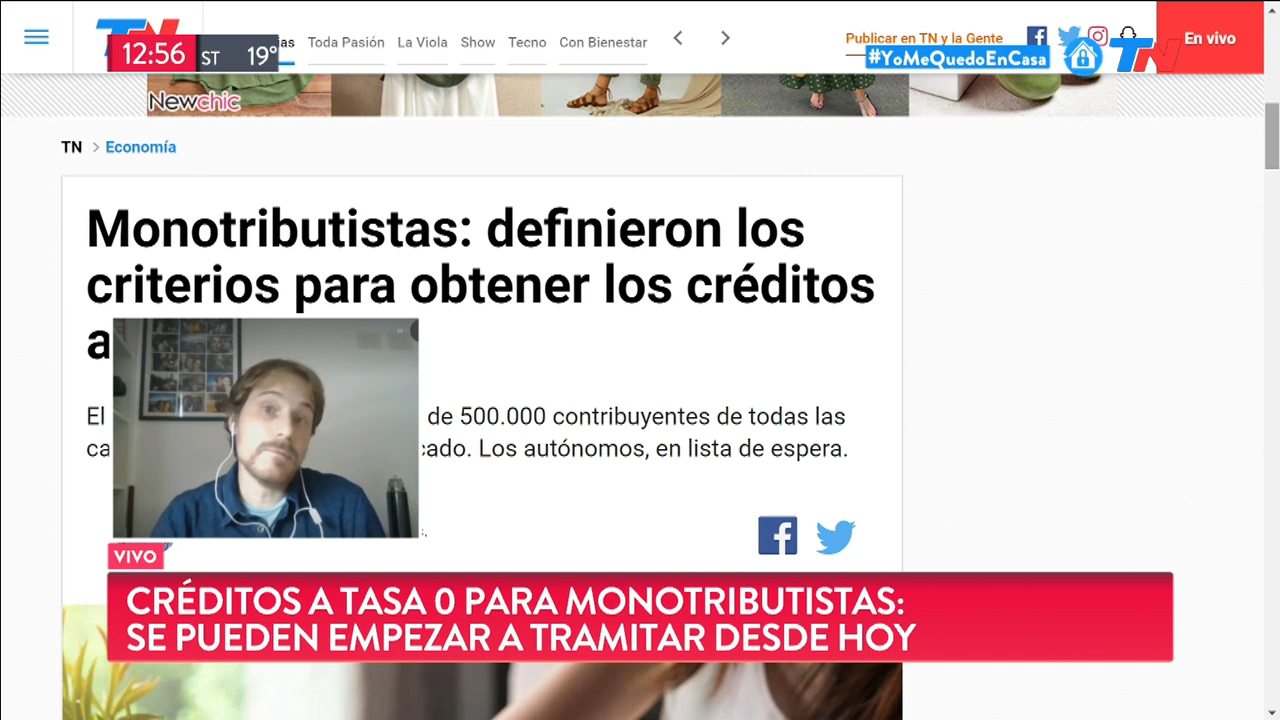 TN
12:56 ST 19°
ias Toda Pasión La Viola Show Tecno Con Bienestar
Publicar en TN y la Gente
En vivo
#YoMeQuedoEnCasa
TN
Newchic
TN > Economía
Monotributistas: definieron los
criterios para obtener los créditos
a
El de 500.000 contribuyentes de todas las
ca cado. Los autónomos, en lista de espera.
VIVO
CRÉDITOS A TASA 0 PARA MONOTRIBUTISTAS:
SE PUEDEN EMPEZAR A TRAMITAR DESDE HOY